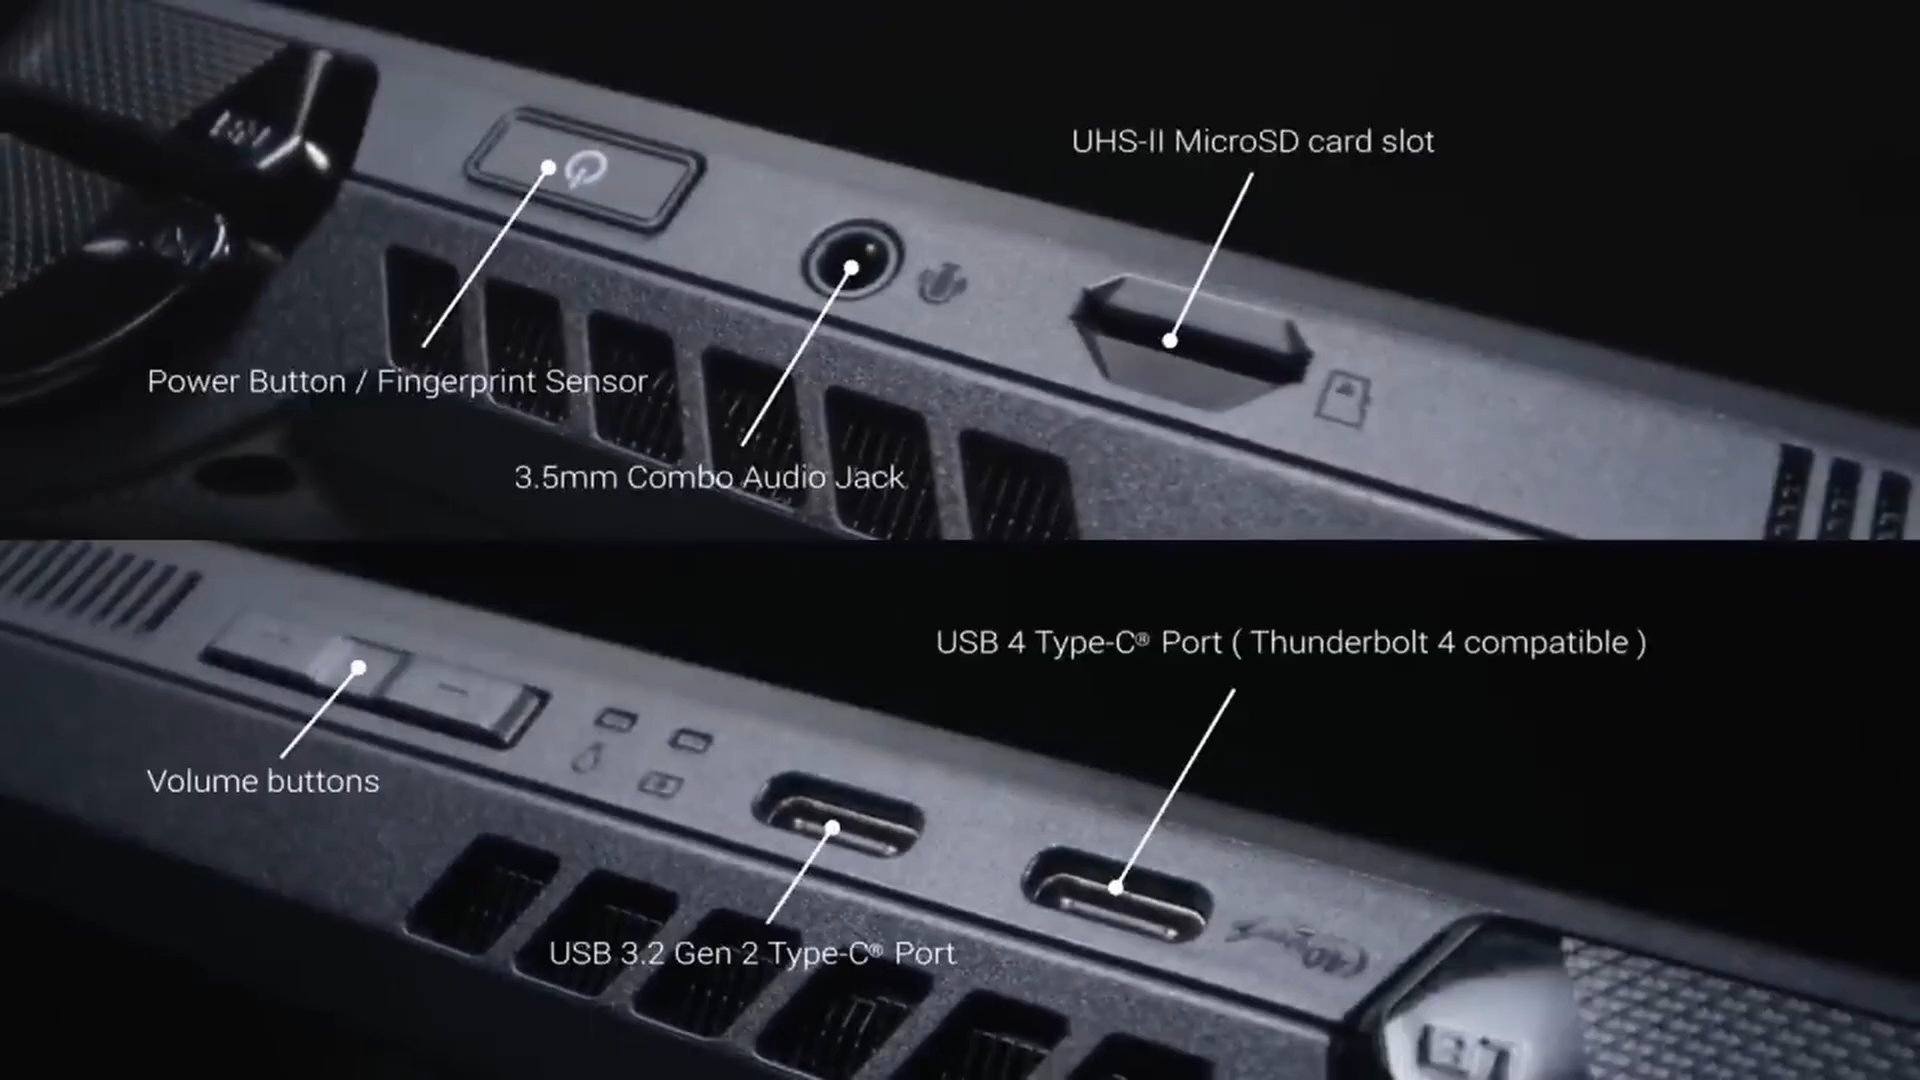 UHS-II MicroSD card slot
Power Button / Fingerprint Sensor
3.5mm Combo Audio Jack
USB 4 Type-C® Port ( Thunderbolt 4 compatible )
Volume buttons
USB 3.2 Gen 2 Type-C® Port